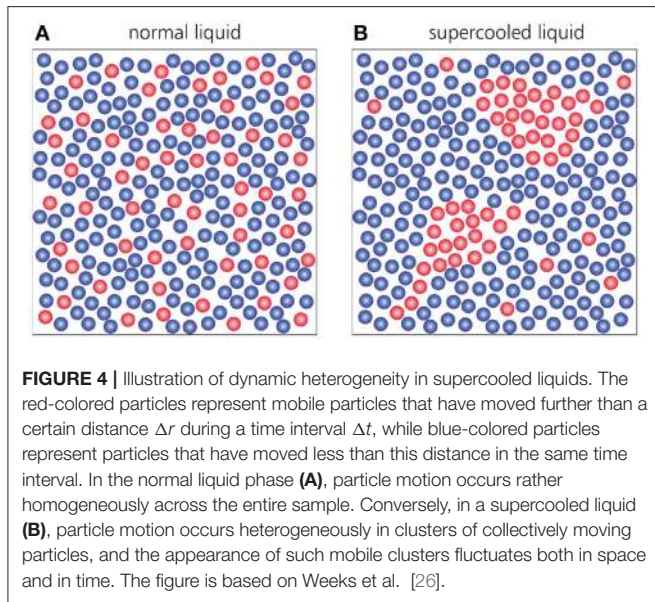 A normal liquid
B supercooled liquid
FIGURE 4 | Illustration of dynamic heterogeneity in supercooled liquids. The
red-colored particles represent mobile particles that have moved further than a
certain distance Δr during a time interval Δt, while blue-colored particles
represent particles that have moved less than this distance in the same time
interval. In the normal liquid phase (A), particle motion occurs rather
homogeneously across the entire sample. Conversely, in a supercooled liquid
(B), particle motion occurs heterogeneously in clusters of collectively moving
particles, and the appearance of such mobile clusters fluctuates both in space
and in time. The figure is based on Weeks et al. [26].